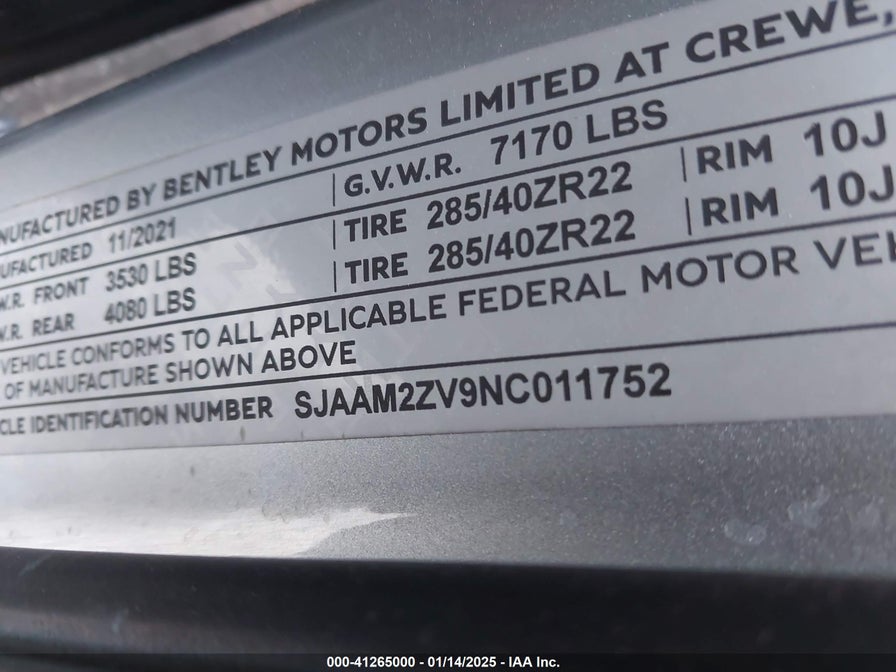 NUFACTURED BY BENTLEY MOTORS LIMITED AT CREWE,
UFACTURED 11/2021 G.V.W.R. 7170 LBS
W.R. FRONT 3530 LBS TIRE 285/40ZR22 RIM 10J
W.R. REAR 4080 LBS TIRE 285/40ZR22 RIM 10J
VEHICLE CONFORMS TO ALL APPLICABLE FEDERAL MOTOR VEH
OF MANUFACTURE SHOWN ABOVE
CLE IDENTIFICATION NUMBER SJAAM2ZV9NC011752
000-41265000 - 01/14/2025 - IAA Inc.